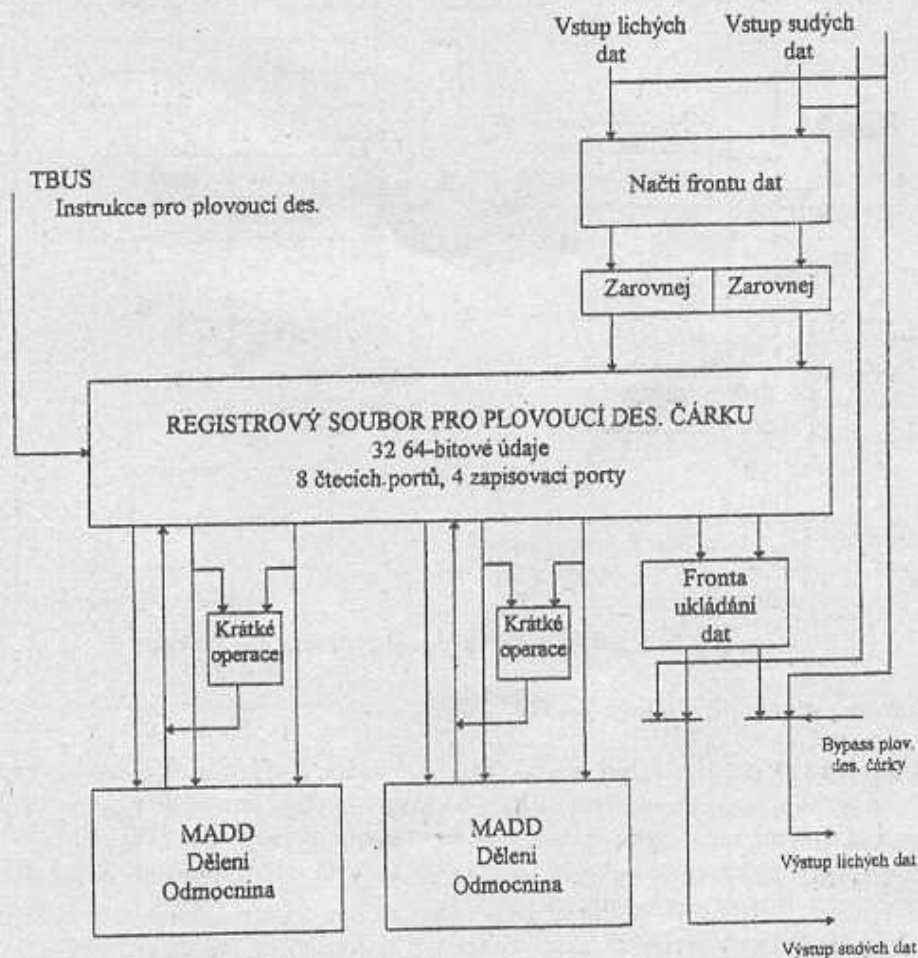 Vstup lichých
dat
Vstup sudých
dat
TBUS
Instrukce pro plovoucí des.
Načti frontu dat
Zarovnej
Zarovnej
REGISTROVÝ SOUBOR PRO PLOVOUCÍ DES. ČÁRKU
32 64-bitové údaje
8 čtecích portů, 4 zapisovací porty
Krátké
operace
Krátké
operace
Fronta
ukládání
dat
Bypass plov.
des. čárky
MADD
Dělení
Odmocnina
MADD
Dělení
Odmocnina
Výstup lichých dat
Výstup sudých dat